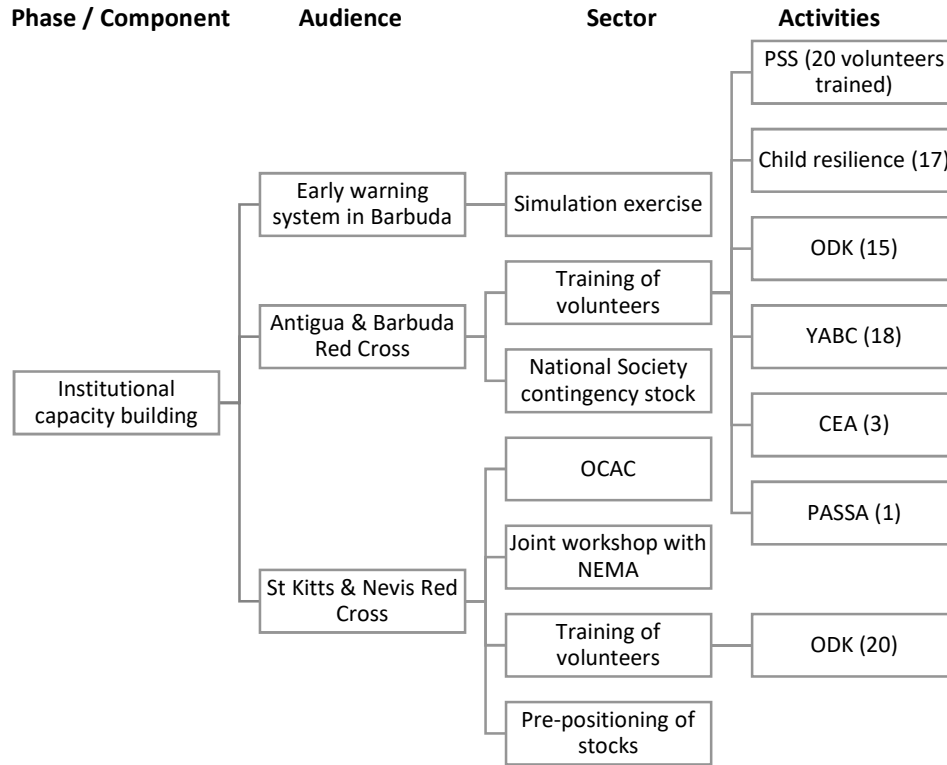 Phase / Component
Audience
Sector
Activities
Institutional
capacity building
Early warning
system in Barbuda
Simulation exercise
Antigua & Barbuda
Red Cross
Training of
volunteers
PSS (20 volunteers
trained)
Child resilience (17)
ODK (15)
YABC (18)
CEA (3)
PASSA (1)
National Society
contingency stock
St Kitts & Nevis Red
Cross
OCAC
Joint workshop with
NEMA
Training of
volunteers
ODK (20)
Pre-positioning of
stocks